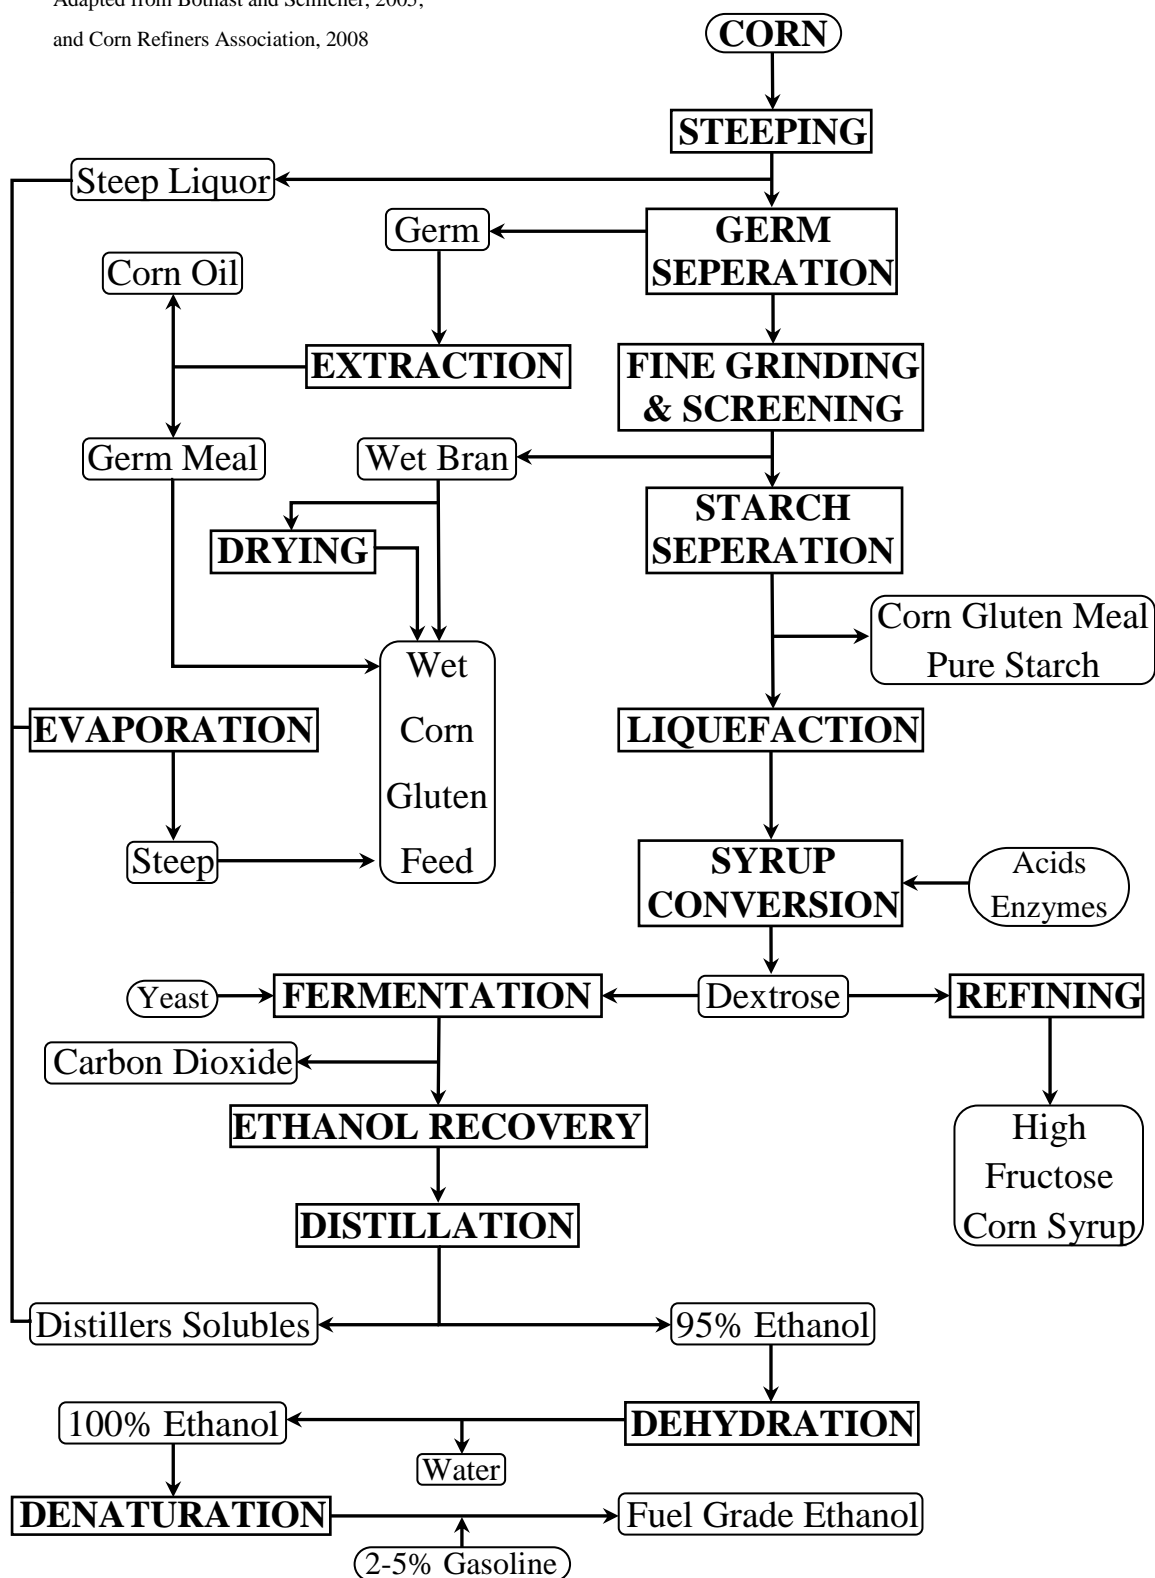 Adapted from Bothast and Schlicher, 2005;
and Corn Refiners Association, 2008
CORN
STEEPING
Steep Liquor
Germ
GERM
SEPERATION
Corn Oil
EXTRACTION
FINE GRINDING
& SCREENING
Germ Meal
Wet Bran
STARCH
SEPERATION
DRYING
Corn Gluten Meal
Pure Starch
Wet
Corn
Gluten
Feed
EVAPORATION
LIQUEFACTION
Steep
SYRUP
CONVERSION
Acids
Enzymes
Yeast
FERMENTATION
Dextrose
REFINING
Carbon Dioxide
ETHANOL RECOVERY
High
Fructose
Corn Syrup
DISTILLATION
Distillers Solubles
95% Ethanol
100% Ethanol
DEHYDRATION
Water
DENATURATION
Fuel Grade Ethanol
2-5% Gasoline